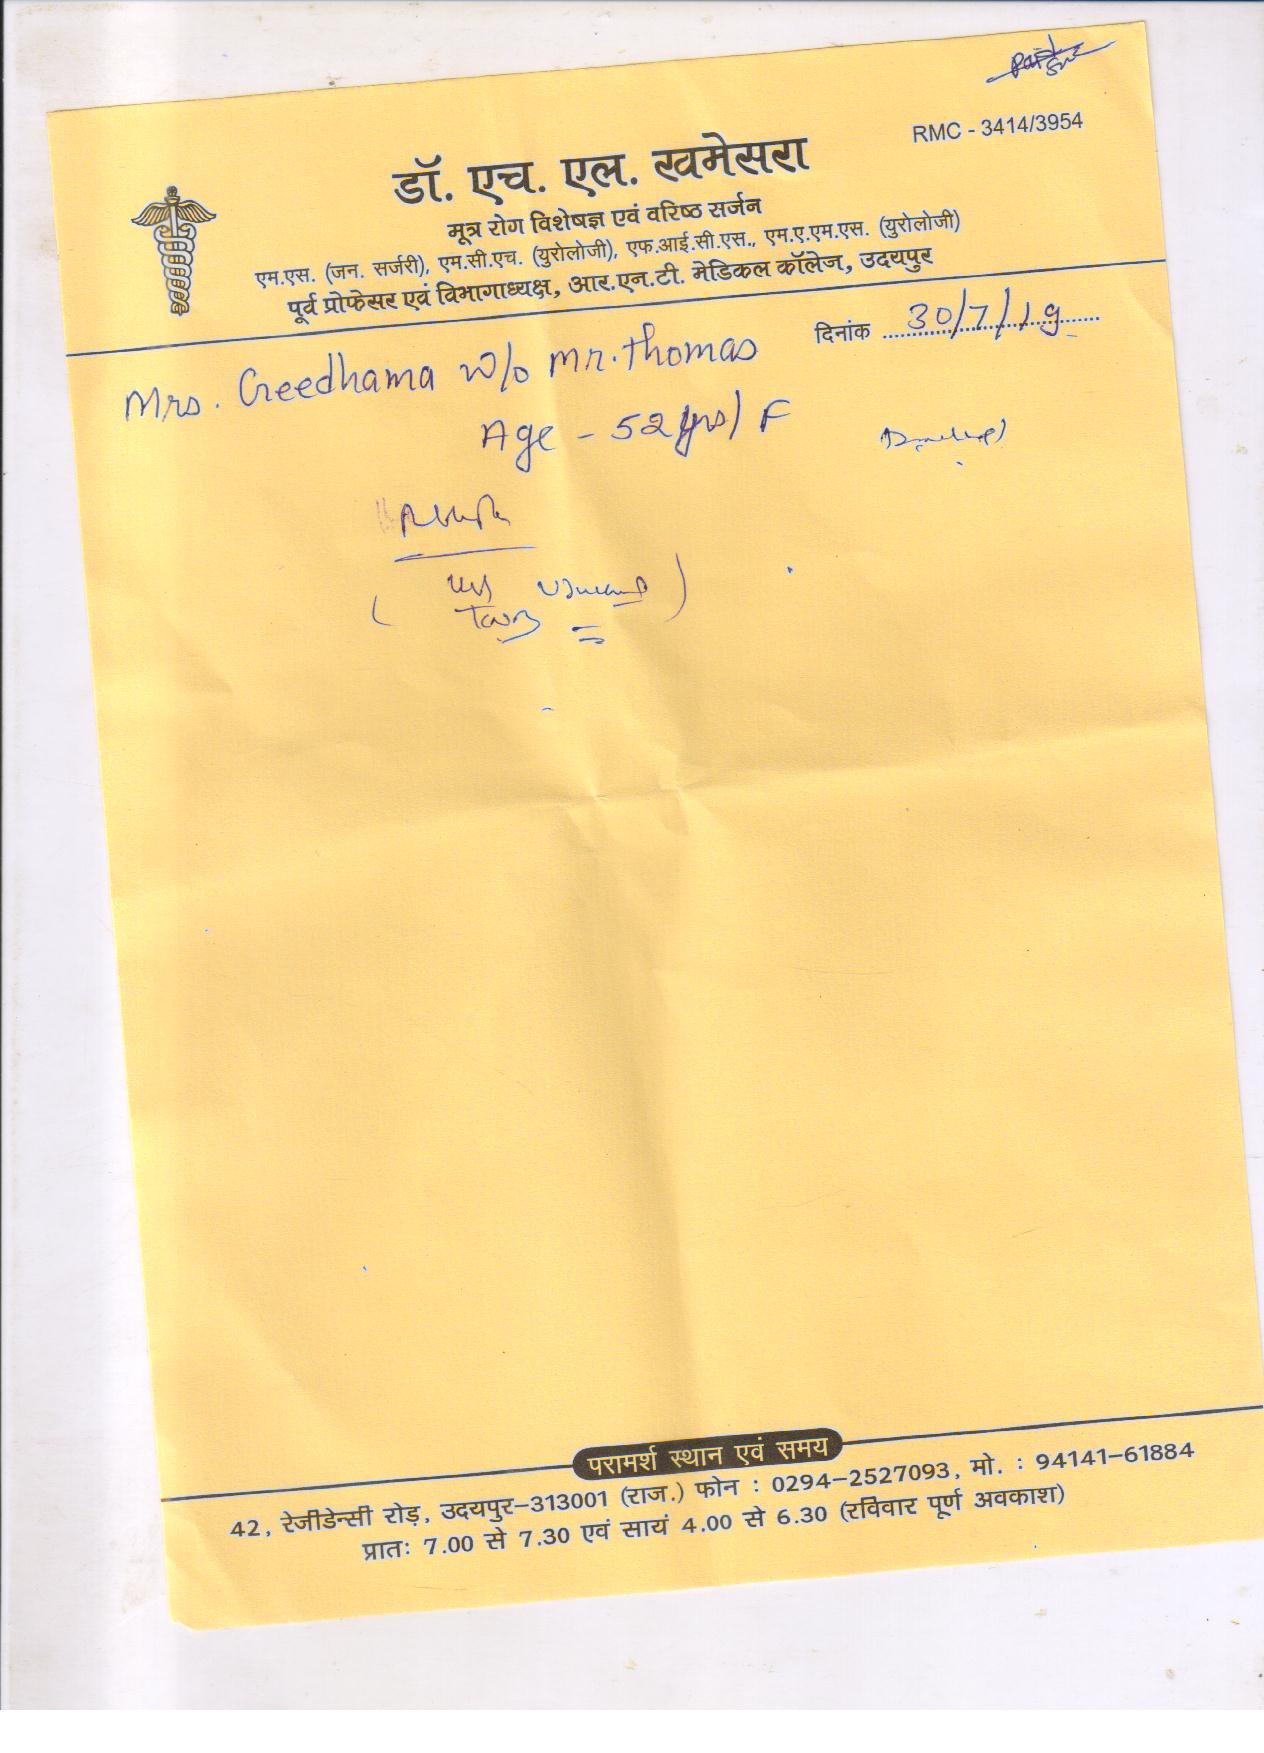 RMC - 3414/3954
डॉ. एच. एल. खमेसरा
मूत्र रोग विशेषज्ञ एवं वरिष्ठ सर्जन
एम.एस. (जन. सर्जरी), एम.सी.एच. (युरोलोजी), एफ.आई.सी.एस., एम.ए.एम.एस. (युरोलोजी)
पूर्व प्रोफेसर एवं विभागाध्यक्ष, आर.एन.टी. मेडिकल कॉलेज, उदयपुर
दिनांक 30/7/19
Mrs. Geedhama w/o Mr. Thomas
Age - 52 yrs/ F
परामर्श स्थान एवं समय
42, रेजीडेन्सी रोड़, उदयपुर-313001 (राज.) फोन : 0294-2527093, मो. : 94141-61884
प्रातः 7.00 से 7.30 एवं सायं 4.00 से 6.30 (रविवार पूर्ण अवकाश)